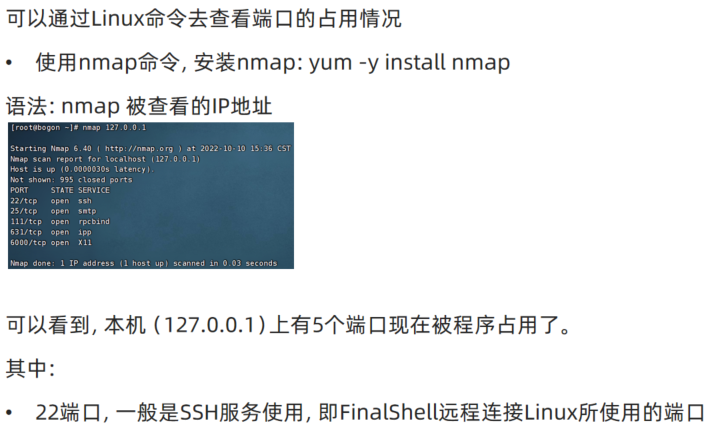 可以通过Linux命令去查看端口的占用情况
• 使用nmap命令, 安装nmap: yum -y install nmap
语法: nmap 被查看的IP地址
[root@bogon ~]# nmap 127.0.0.1
Starting Nmap 6.40 ( http://nmap.org ) at 2022-10-10 15:36 CST
Nmap scan report for localhost (127.0.0.1)
Host is up (0.0000030s latency).
Not shown: 995 closed ports
PORT STATE SERVICE
22/tcp open ssh
25/tcp open smtp
111/tcp open rpcbind
631/tcp open ipp
6000/tcp open X11
Nmap done: 1 IP address (1 host up) scanned in 0.03 seconds
可以看到, 本机 (127.0.0.1)上有5个端口现在被程序占用了。
其中:
• 22端口, 一般是SSH服务使用, 即FinalShell远程连接Linux所使用的端口